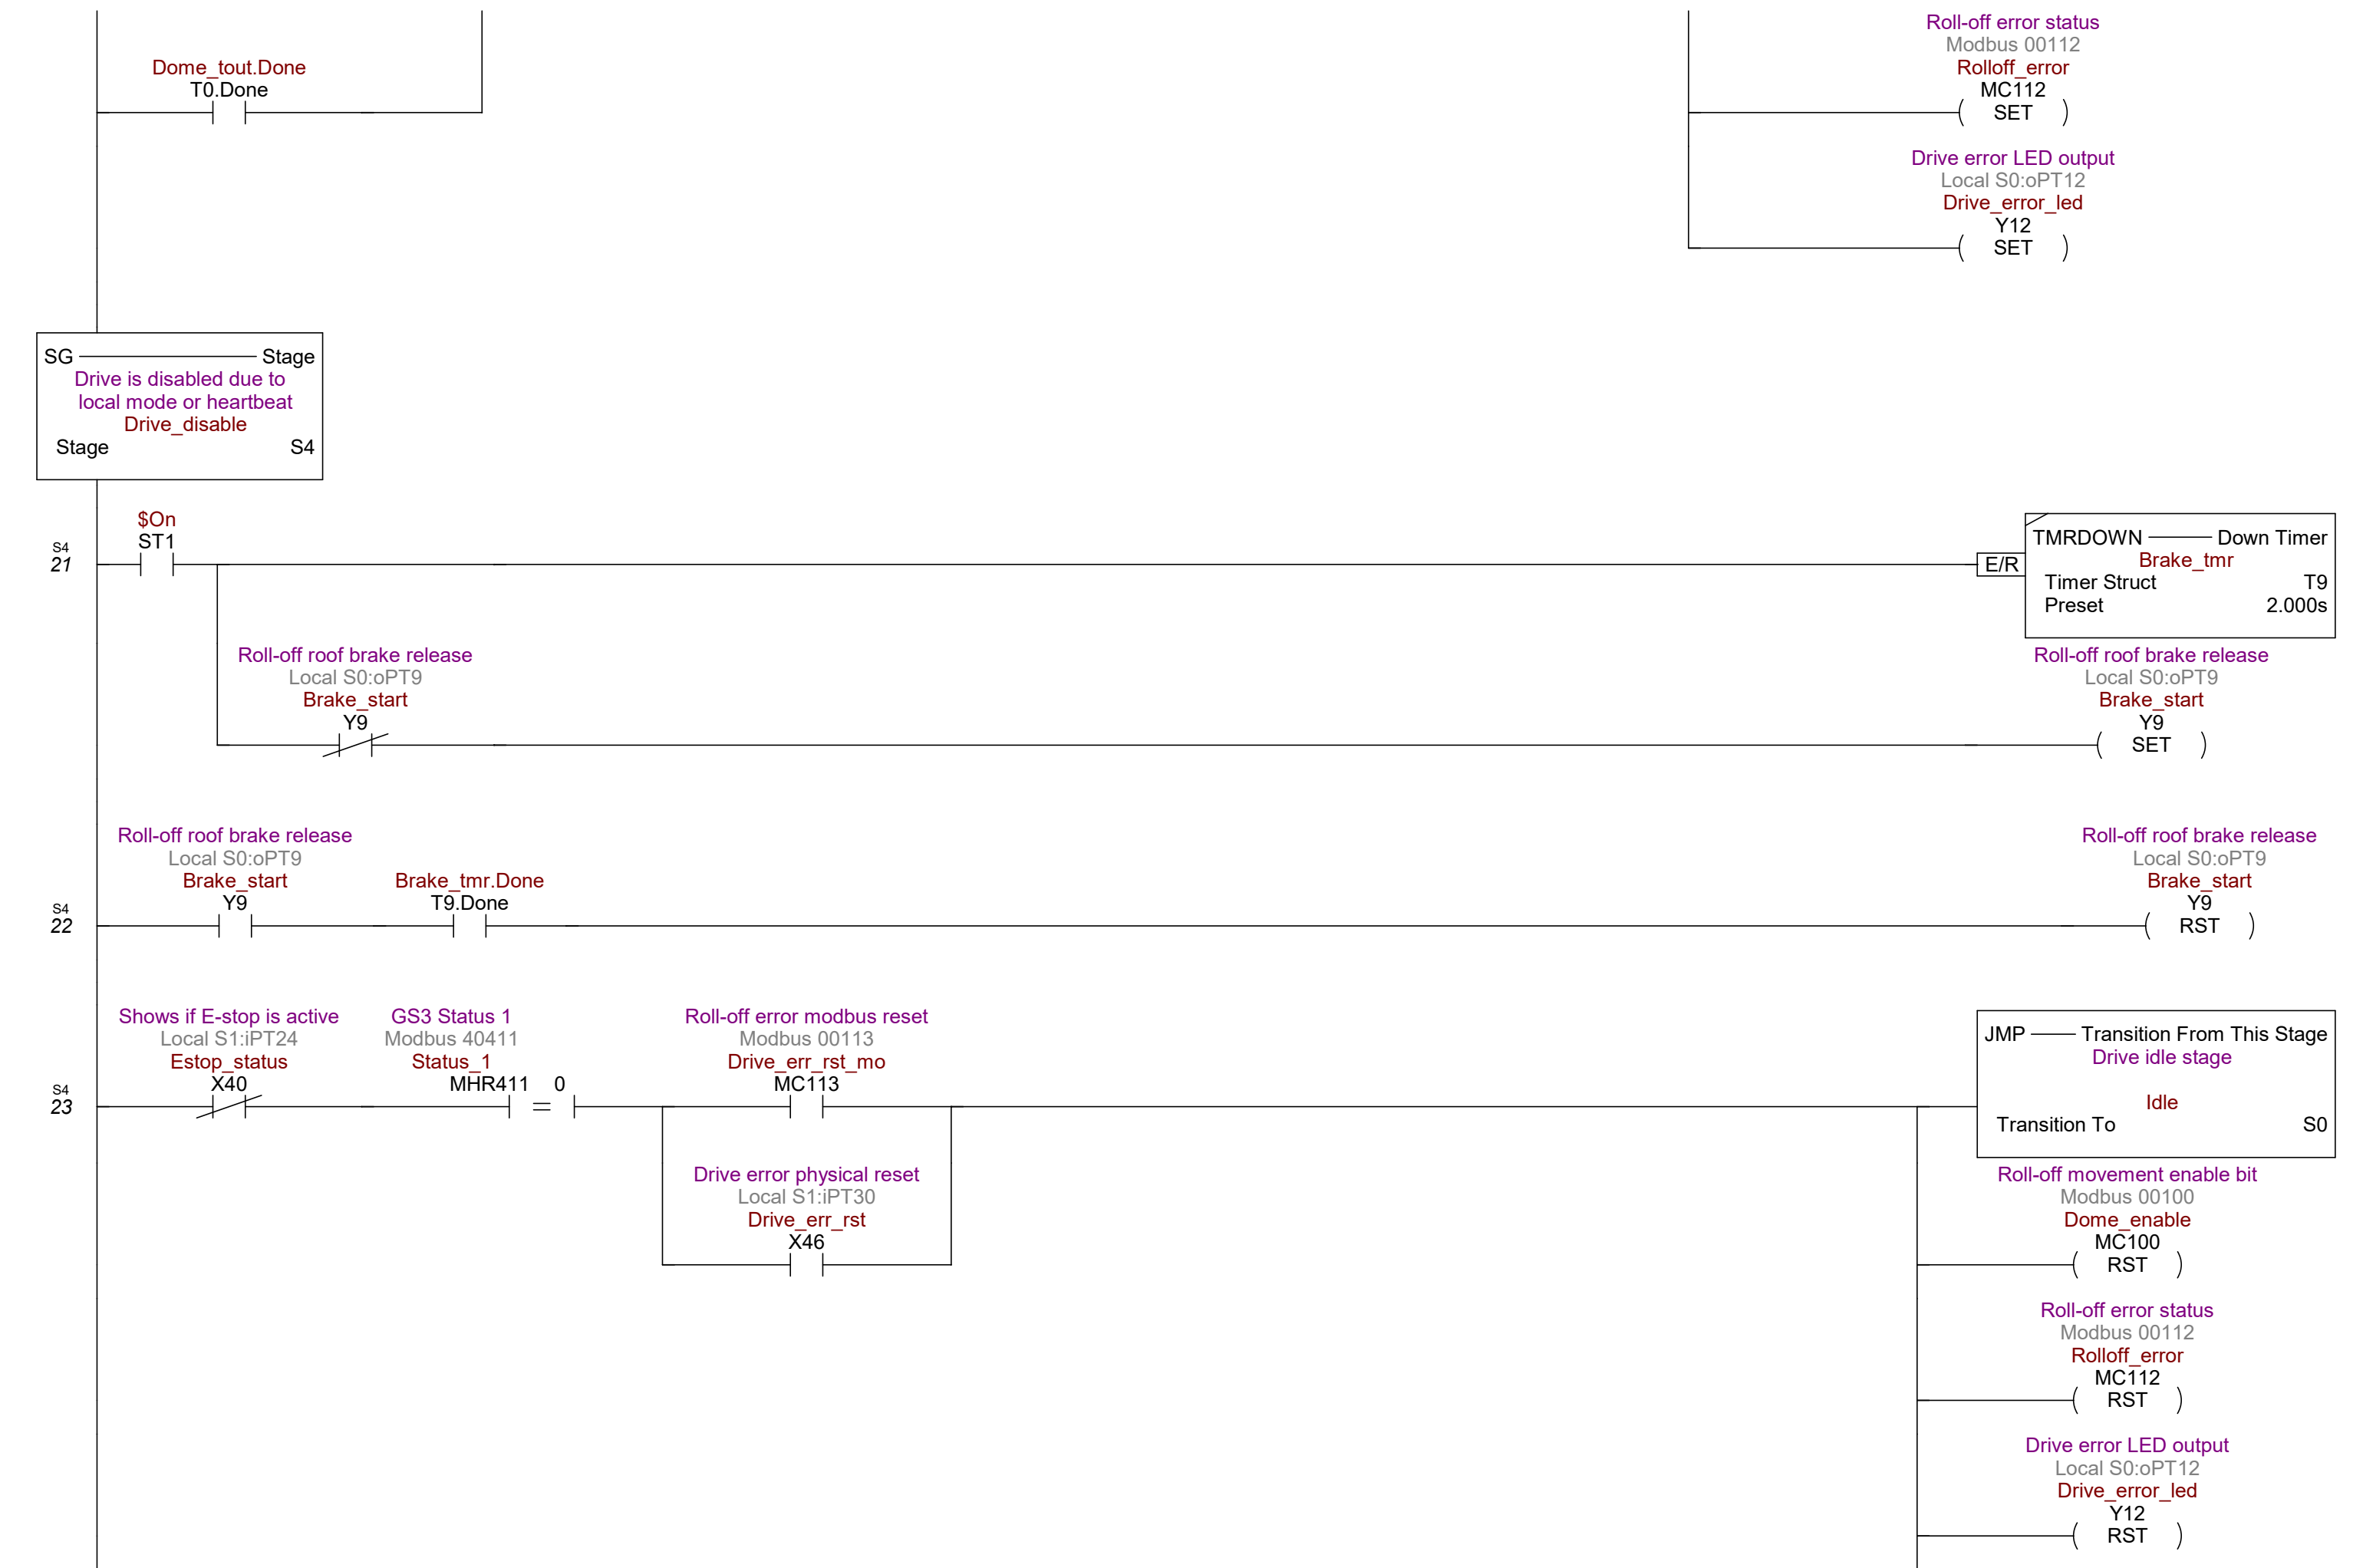 Roll-off error status
Modbus 00112
Dome_tout.Done
Rolloff_error
T0.Done
MC112
SET
Drive error LED output
Local S0:oPT12
Drive_error_led
Y12
SET
SG Stage
Drive is disabled due to
local mode or heartbeat
Drive_disable
Stage S4
$On
ST1
S4
21
E/R
TMRDOWN Down Timer
Brake_tmr
Timer Struct T9
Preset 2.000s
Roll-off roof brake release
Local S0:oPT9
Brake_start
Y9
Roll-off roof brake release
Local S0:oPT9
Brake_start
Y9
SET
Roll-off roof brake release
Local S0:oPT9
Brake_start
Y9
Brake_tmr.Done
T9.Done
Roll-off roof brake release
Local S0:oPT9
Brake_start
Y9
RST
S4
22
Shows if E-stop is active
Local S1:iPT24
Estop_status
X40
GS3 Status 1
Modbus 40411
Status_1
MHR411 = 0
Roll-off error modbus reset
Modbus 00113
Drive_err_rst_mo
MC113
S4
23
JMP Transition From This Stage
Drive idle stage
Idle
Transition To S0
Drive error physical reset
Local S1:iPT30
Drive_err_rst
X46
Roll-off movement enable bit
Modbus 00100
Dome_enable
MC100
RST
Roll-off error status
Modbus 00112
Rolloff_error
MC112
RST
Drive error LED output
Local S0:oPT12
Drive_error_led
Y12
RST